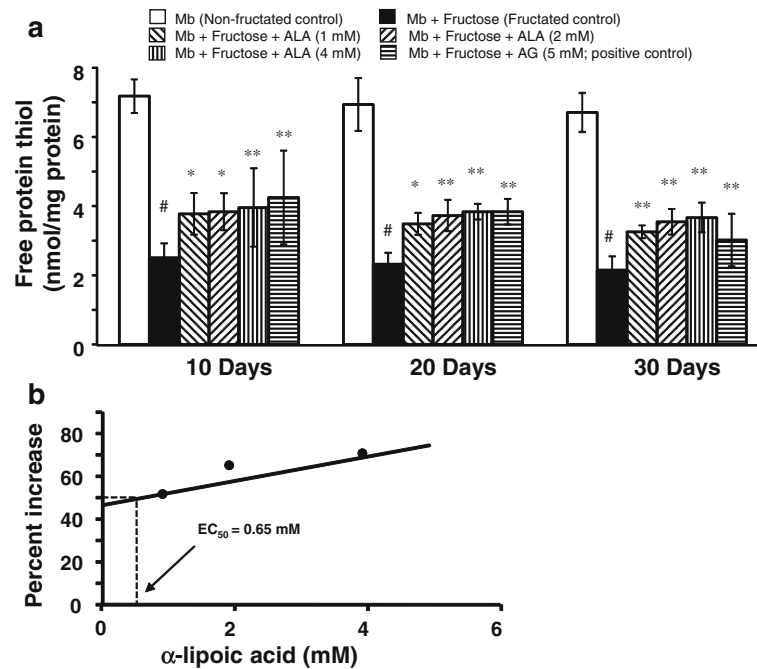 a
Mb (Non-fructated control) Mb + Fructose (Fructated control)
Mb + Fructose + ALA (1 mM) Mb + Fructose + ALA (2 mM)
Mb + Fructose + ALA (4 mM) Mb + Fructose + AG (5 mM; positive control)
Free protein thiol
(nmol/mg protein)
8
6
4
2
0
# * * ** **
# * ** ** **
# ** ** ** **
10 Days 20 Days 30 Days
b
Percent increase
80
60
40
20
0
EC50 = 0.65 mM
0 2 4 6
α-lipoic acid (mM)